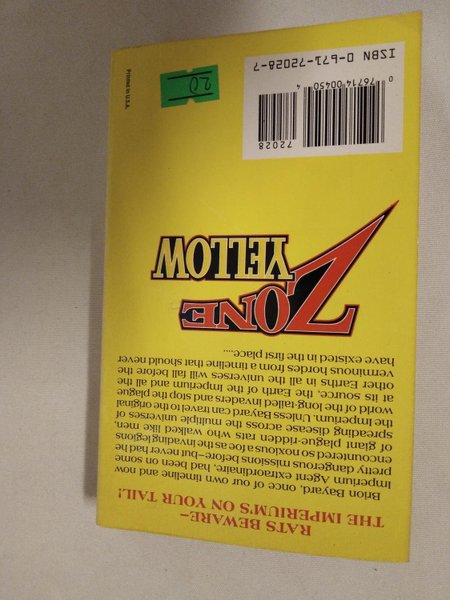 RATS BEWARE—
THE IMPERIUM'S ON YOUR TAIL!
Brion Bayard, once of our own timeline and now
Imperium Agent Extraordinaire, had been on some
pretty dangerous missions before—but never had he
encountered so noxious a foe as the invading legions
of giant plague-ridden rats who walked like men,
spreading disease across the multiple universes of
the Imperium. Unless Bayard can travel to the original
world of the long-tailed invaders and stop the plague
at its source, the Earth of the Imperium and all the
other Earths in all the universes will fall before the
verminous hordes from a timeline that should never
have existed in the first place....
ZONE
YELLOW
72028
0 76714 00450 4
ISBN 0-671-72028-7
20
Printed in U.S.A.